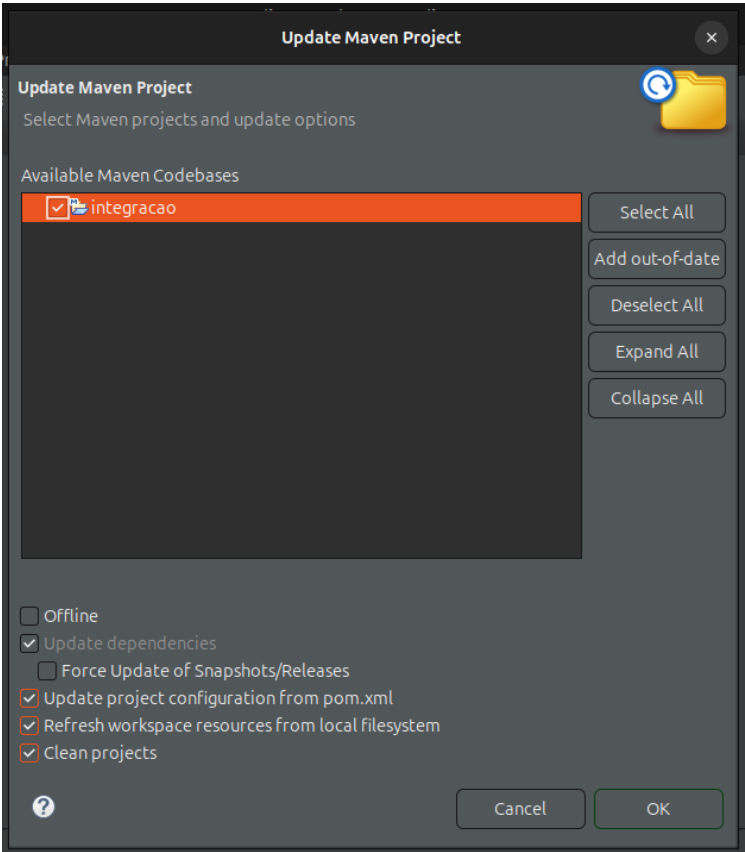 Update Maven Project
Update Maven Project
Select Maven projects and update options
Available Maven Codebases
integracao
Select All
Add out-of-date
Deselect All
Expand All
Collapse All
Offline
Update dependencies
Force Update of Snapshots/Releases
Update project configuration from pom.xml
Refresh workspace resources from local filesystem
Clean projects
Cancel
OK